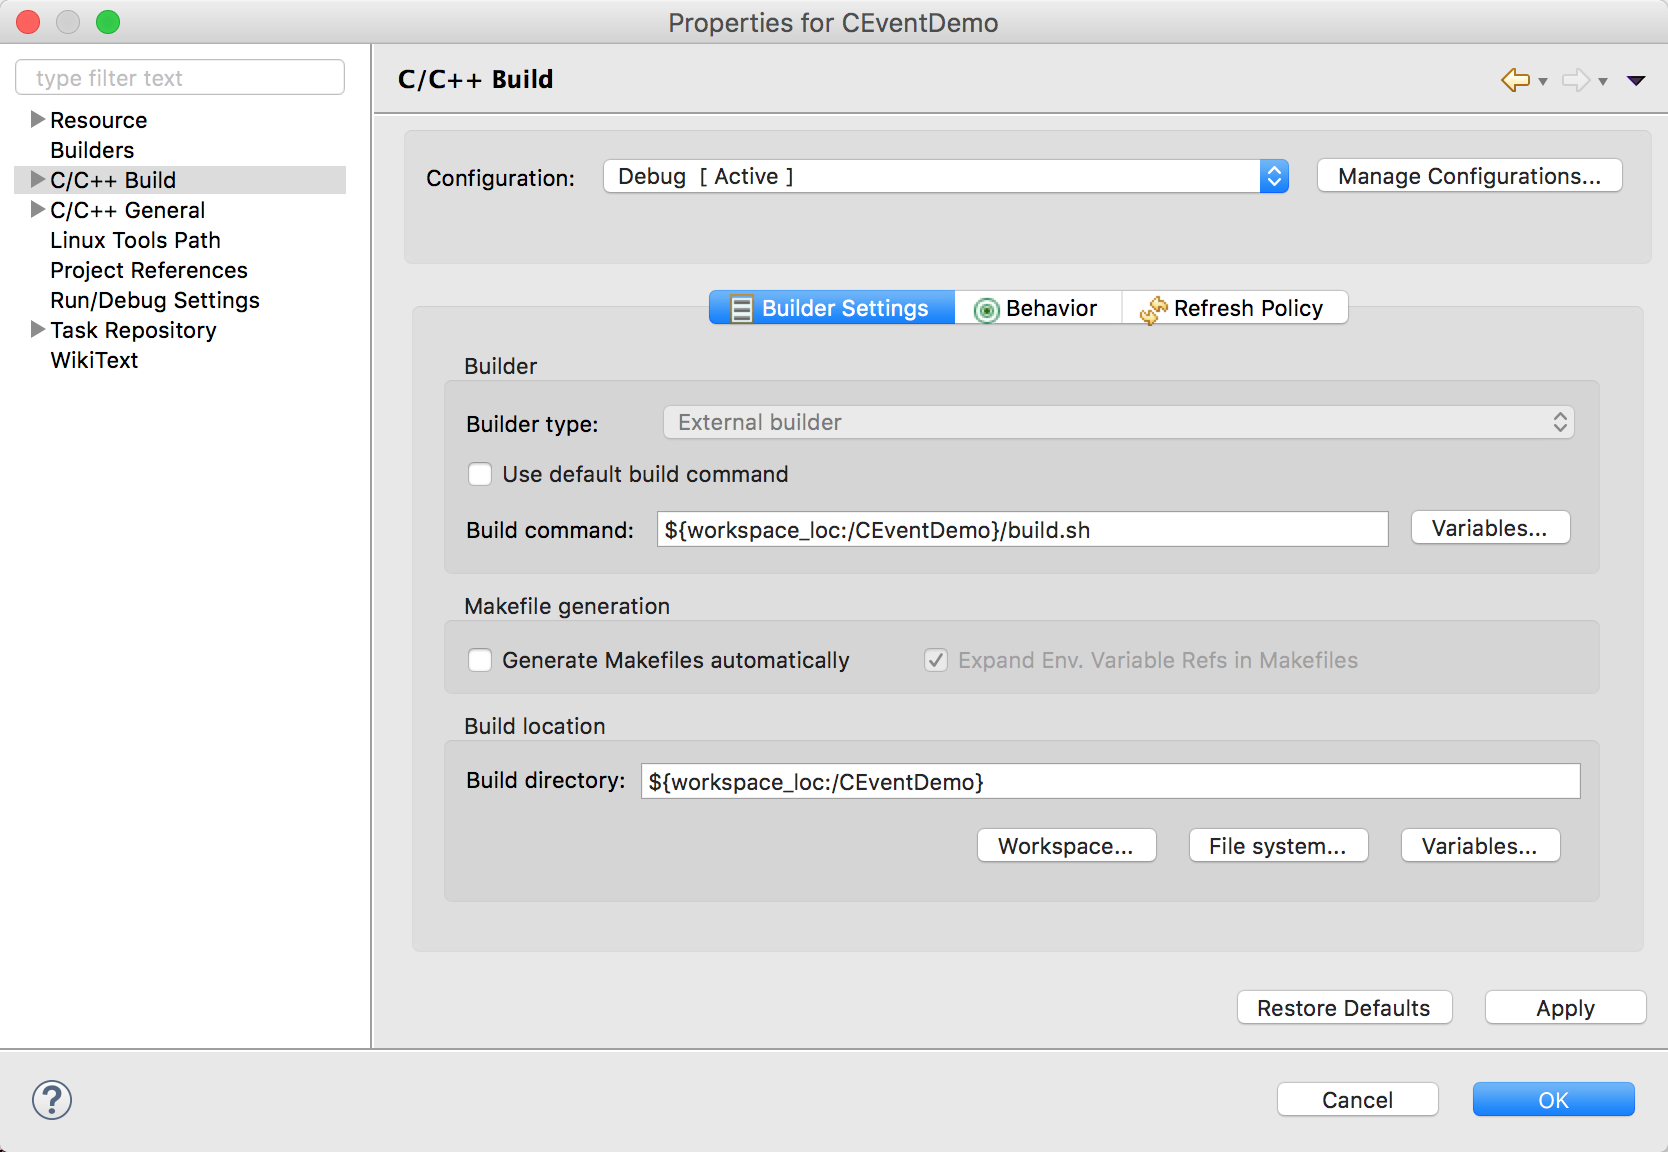 Properties for CEventDemo
type filter text
Resource
Builders
C/C++ Build
C/C++ General
Linux Tools Path
Project References
Run/Debug Settings
Task Repository
WikiText
C/C++ Build
Configuration: Debug [ Active ] Manage Configurations...
Builder Settings Behavior Refresh Policy
Builder
Builder type: External builder
Use default build command
Build command: ${workspace_loc:/CEventDemo}/build.sh Variables...
Makefile generation
Generate Makefiles automatically Expand Env. Variable Refs in Makefiles
Build location
Build directory: ${workspace_loc:/CEventDemo}
Workspace... File system... Variables...
Restore Defaults Apply
? Cancel OK